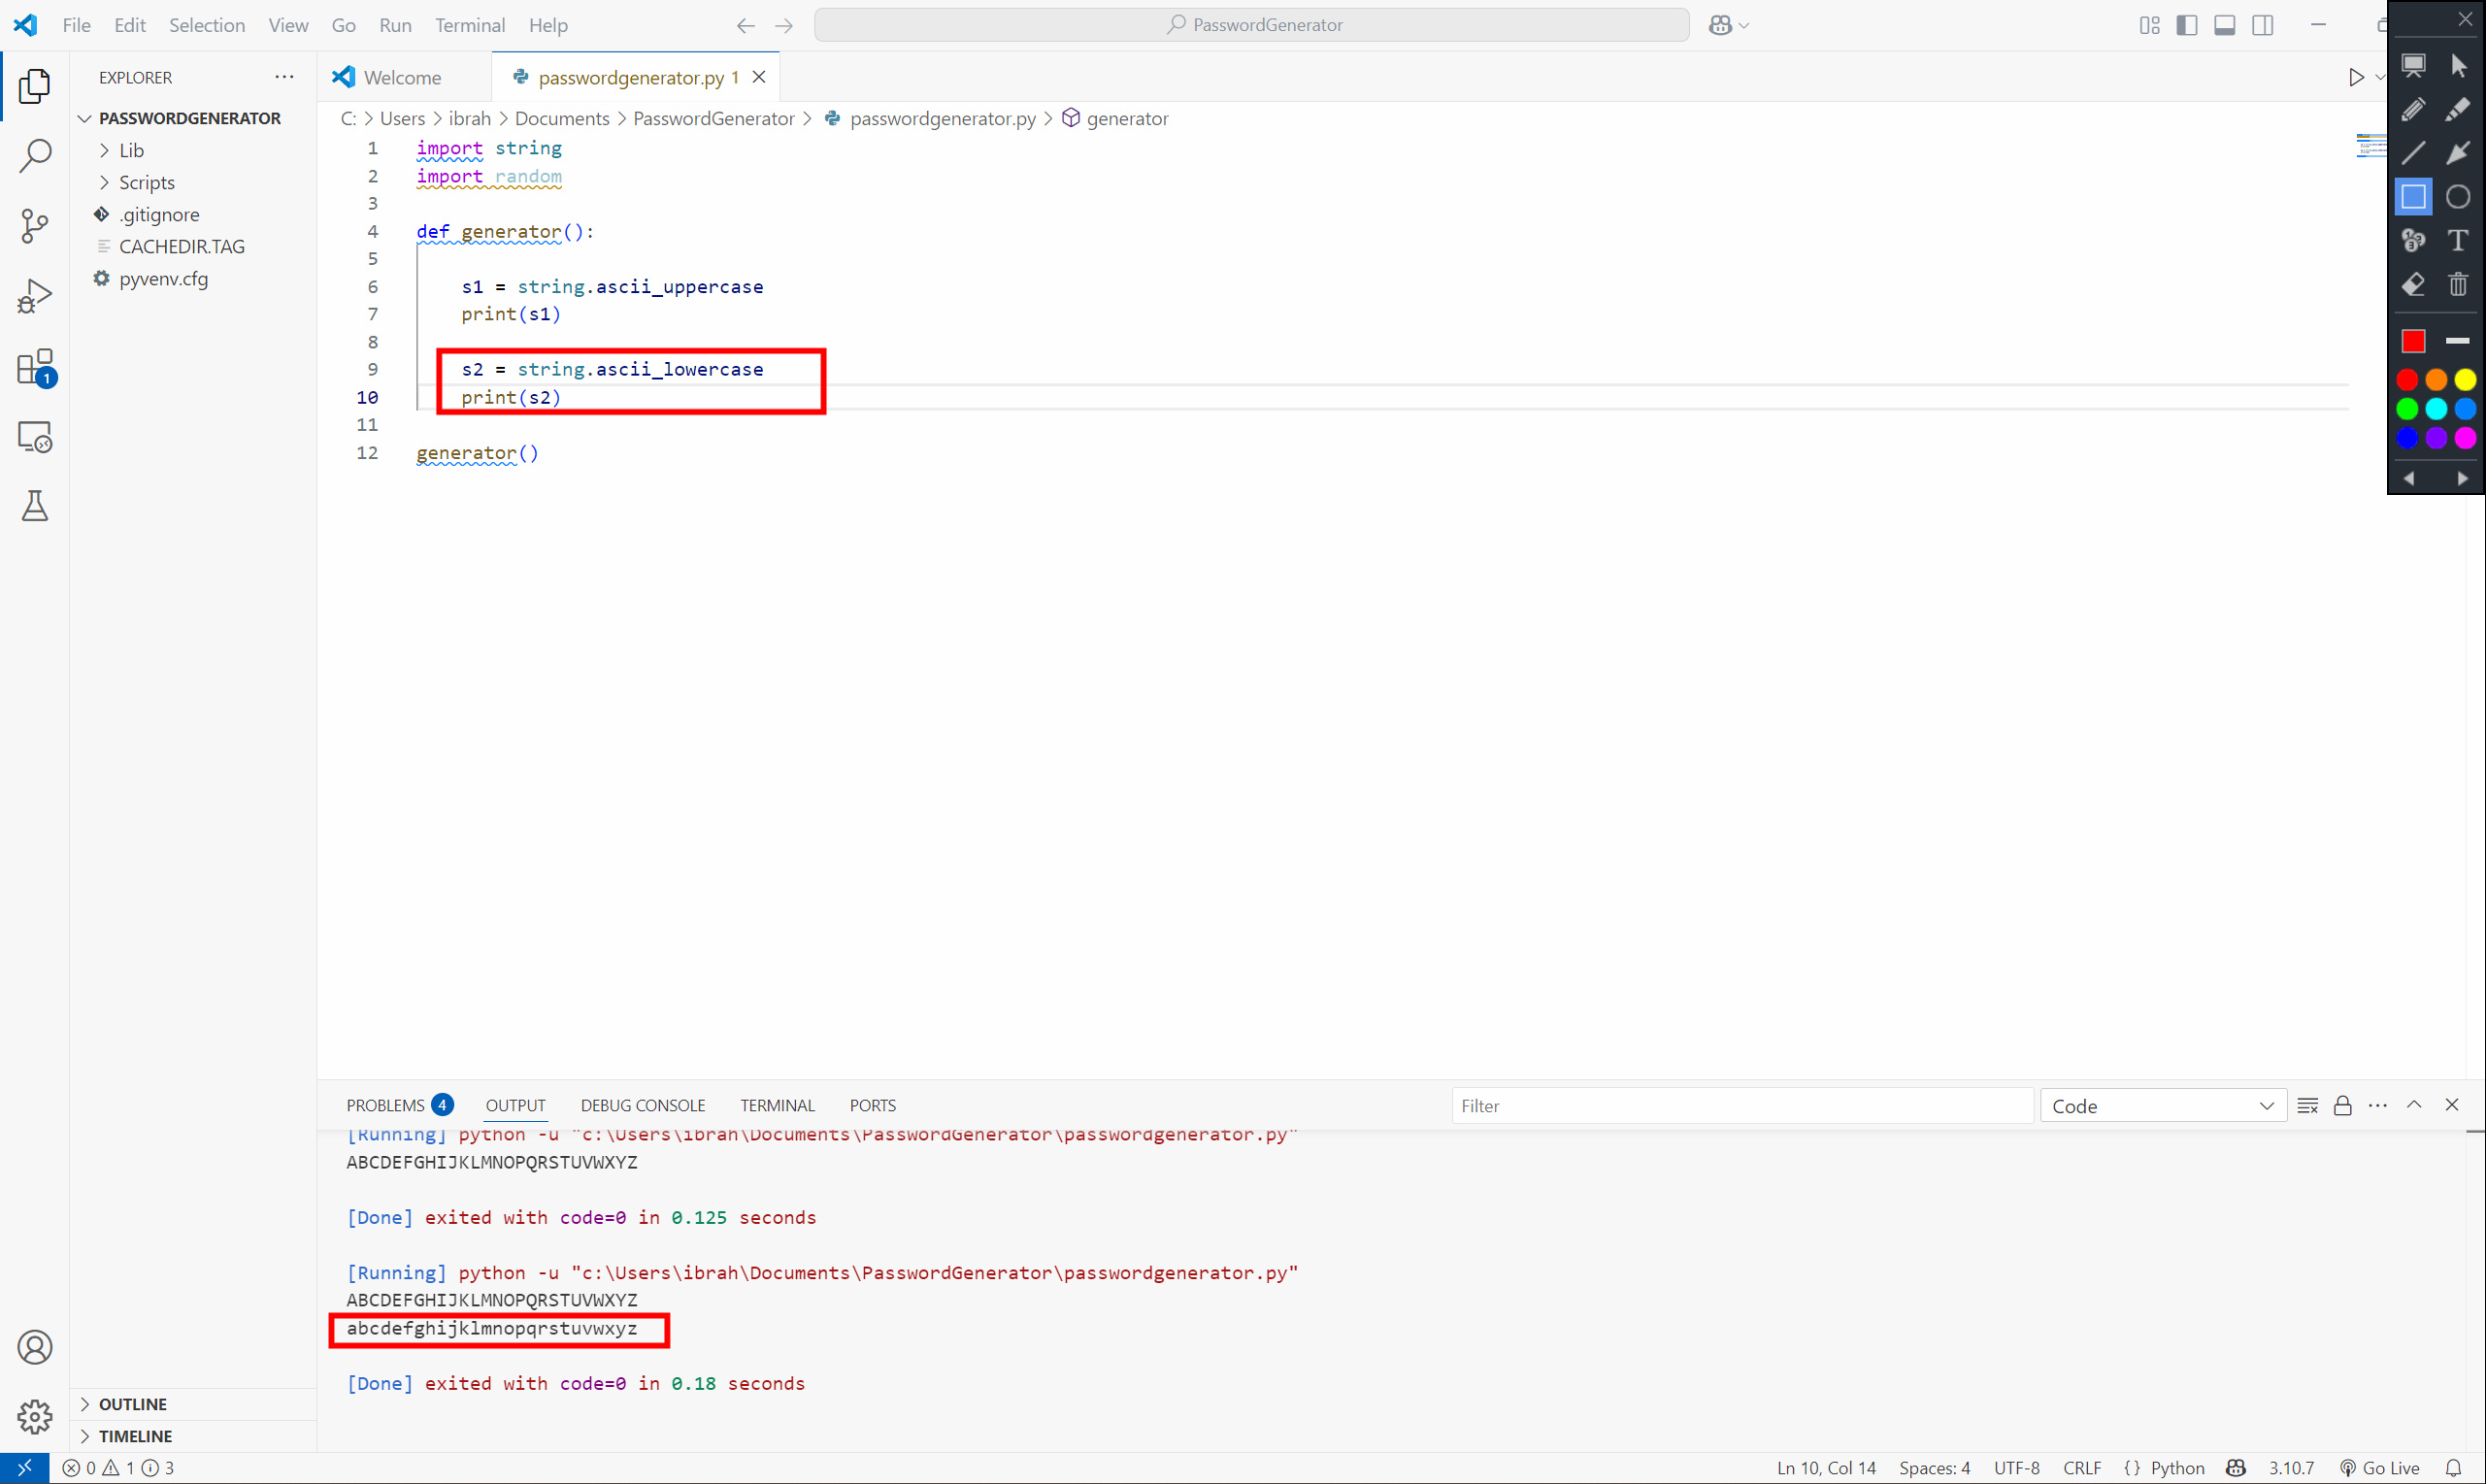 File Edit Selection View Go Run Terminal Help
PasswordGenerator
EXPLORER
Welcome
passwordgenerator.py 1
PASSWORDGENERATOR
Lib
Scripts
.gitignore
CACHEDIR.TAG
pyvenv.cfg
C: > Users > ibrah > Documents > PasswordGenerator > passwordgenerator.py > generator
1 import string
2 import random
3
4 def generator():
5
6 s1 = string.ascii_uppercase
7 print(s1)
8
9 s2 = string.ascii_lowercase
10 print(s2)
11
12 generator()
1
T
PROBLEMS 4 OUTPUT DEBUG CONSOLE TERMINAL PORTS
Filter
Code
[Running] python -u "c:\Users\ibrah\Documents\PasswordGenerator\passwordgenerator.py"
ABCDEFGHIJKLMNOPQRSTUVWXYZ
[Done] exited with code=0 in 0.125 seconds
[Running] python -u "c:\Users\ibrah\Documents\PasswordGenerator\passwordgenerator.py"
ABCDEFGHIJKLMNOPQRSTUVWXYZ
abcdefghijklmnopqrstuvwxyz
[Done] exited with code=0 in 0.18 seconds
OUTLINE
TIMELINE
0 1 3
Ln 10, Col 14 Spaces: 4 UTF-8 CRLF {} Python 3.10.7 Go Live